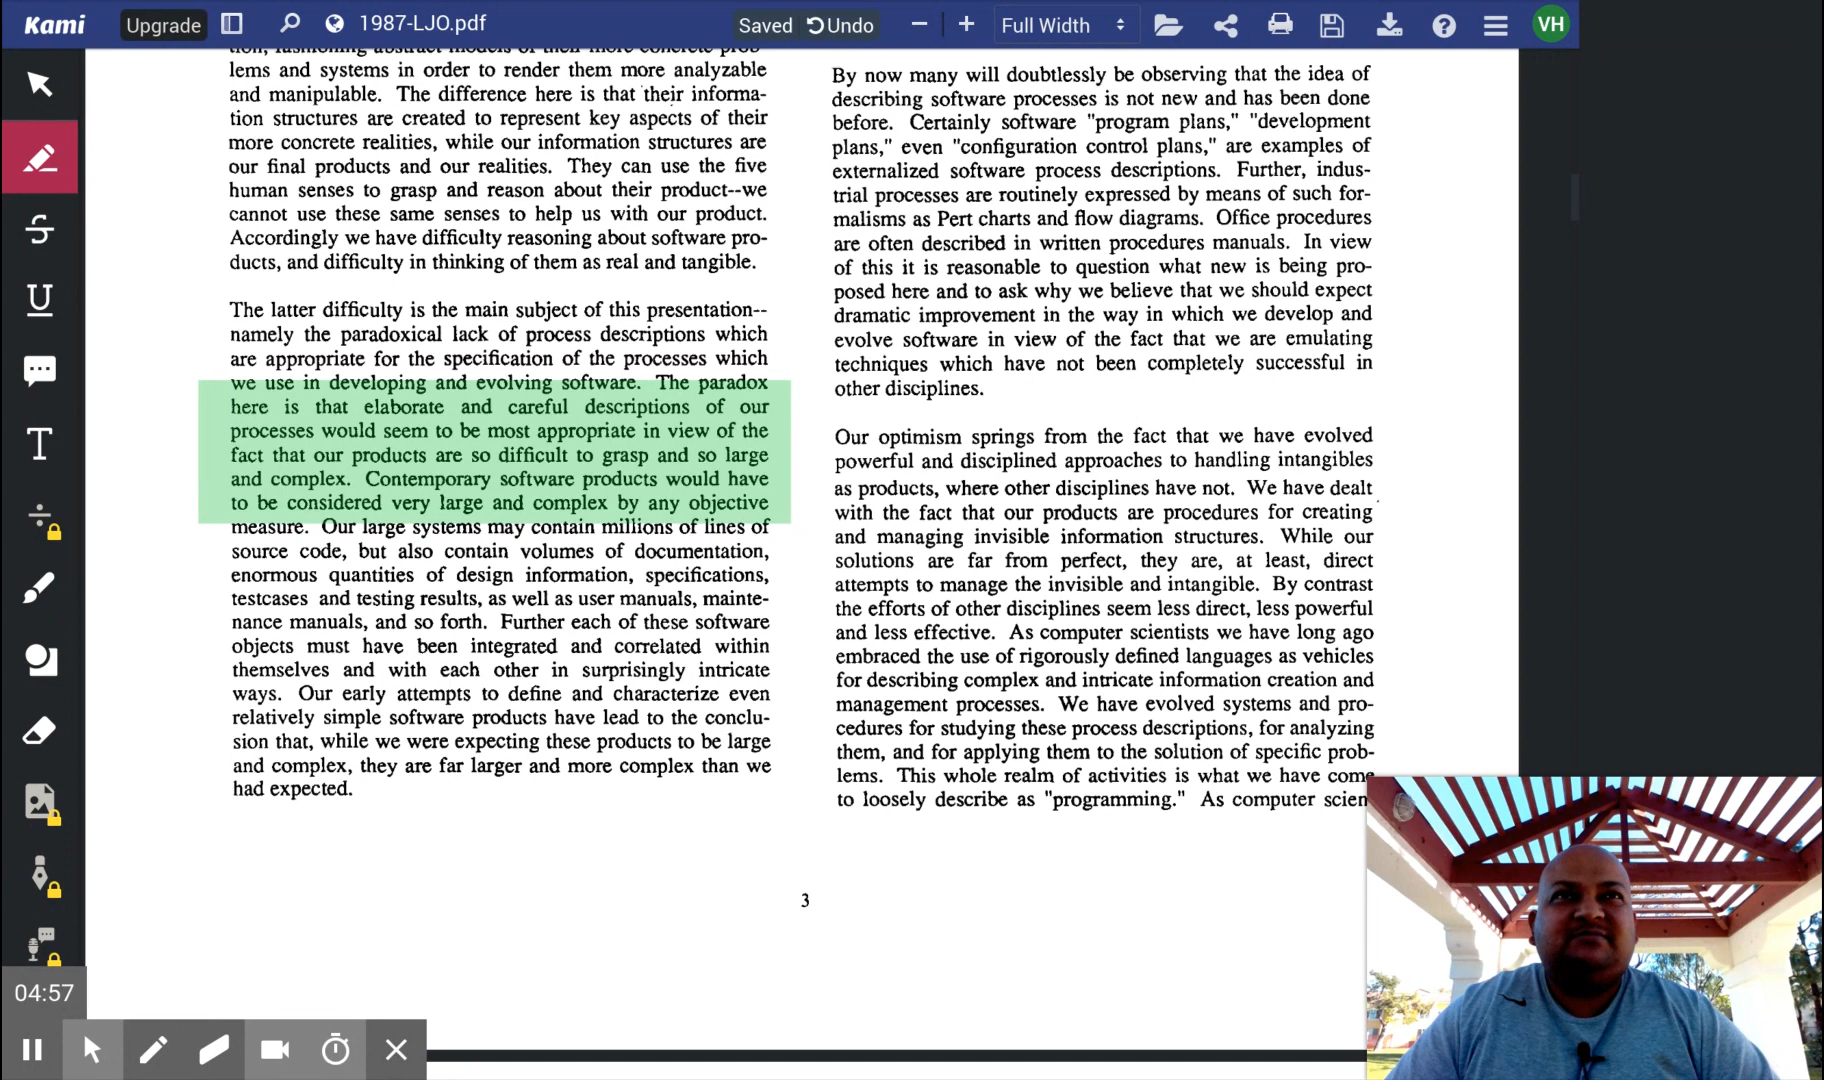 Kami
Upgrade
1987-LJO.pdf
Saved
Undo
Full Width
VH
tion, fashioning abstract models of their more concrete prob-
lems and systems in order to render them more analyzable
and manipulable. The difference here is that their informa-
tion structures are created to represent key aspects of their
more concrete realities, while our information structures are
our final products and our realities. They can use the five
human senses to grasp and reason about their product--we
cannot use these same senses to help us with our product.
Accordingly we have difficulty reasoning about software pro-
ducts, and difficulty in thinking of them as real and tangible.
The latter difficulty is the main subject of this presentation--
namely the paradoxical lack of process descriptions which
are appropriate for the specification of the processes which
we use in developing and evolving software. The paradox
here is that elaborate and careful descriptions of our
processes would seem to be most appropriate in view of the
fact that our products are so difficult to grasp and so large
and complex. Contemporary software products would have
to be considered very large and complex by any objective
measure. Our large systems may contain millions of lines of
source code, but also contain volumes of documentation,
enormous quantities of design information, specifications,
testcases and testing results, as well as user manuals, mainte-
nance manuals, and so forth. Further each of these software
objects must have been integrated and correlated within
themselves and with each other in surprisingly intricate
ways. Our early attempts to define and characterize even
relatively simple software products have lead to the conclu-
sion that, while we were expecting these products to be large
and complex, they are far larger and more complex than we
had expected.
By now many will doubtlessly be observing that the idea of
describing software processes is not new and has been done
before. Certainly software "program plans," "development
plans," even "configuration control plans," are examples of
externalized software process descriptions. Further, indus-
trial processes are routinely expressed by means of such for-
malisms as Pert charts and flow diagrams. Office procedures
are often described in written procedures manuals. In view
of this it is reasonable to question what new is being pro-
posed here and to ask why we believe that we should expect
dramatic improvement in the way in which we develop and
evolve software in view of the fact that we are emulating
techniques which have not been completely successful in
other disciplines.
Our optimism springs from the fact that we have evolved
powerful and disciplined approaches to handling intangibles
as products, where other disciplines have not. We have dealt
with the fact that our products are procedures for creating
and managing invisible information structures. While our
solutions are far from perfect, they are, at least, direct
attempts to manage the invisible and intangible. By contrast
the efforts of other disciplines seem less direct, less powerful
and less effective. As computer scientists we have long ago
embraced the use of rigorously defined languages as vehicles
for describing complex and intricate information creation and
management processes. We have evolved systems and pro-
cedures for studying these process descriptions, for analyzing
them, and for applying them to the solution of specific prob-
lems. This whole realm of activities is what we have come
to loosely describe as "programming." As computer scien
3
04:57